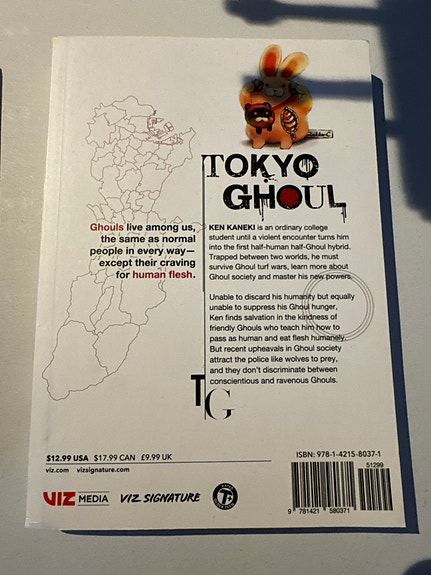 TOKYO
GHOUL
Ghouls live among us,
the same as normal
people in every way—
except their craving
for human flesh.
KEN KANEKI is an ordinary college
student until a violent encounter turns him
into the first half-human half-Ghoul hybrid.
Trapped between two worlds, he must
survive Ghoul turf wars, learn more about
Ghoul society and master his new powers.
Unable to discard his humanity but equally
unable to suppress his Ghoul hunger,
Ken finds salvation in the kindness of
friendly Ghouls who teach him how to
pass as human and eat flesh humanely.
But recent upheavals in Ghoul society
attract the police like wolves to prey,
and they don't discriminate between
conscientious and ravenous Ghouls.
TG
$12.99 USA $17.99 CAN £9.99 UK
viz.com vizsignature.com
VIZ MEDIA
VIZ SIGNATURE
T+
ISBN: 978-1-4215-8037-1
51299
9 781421 580371